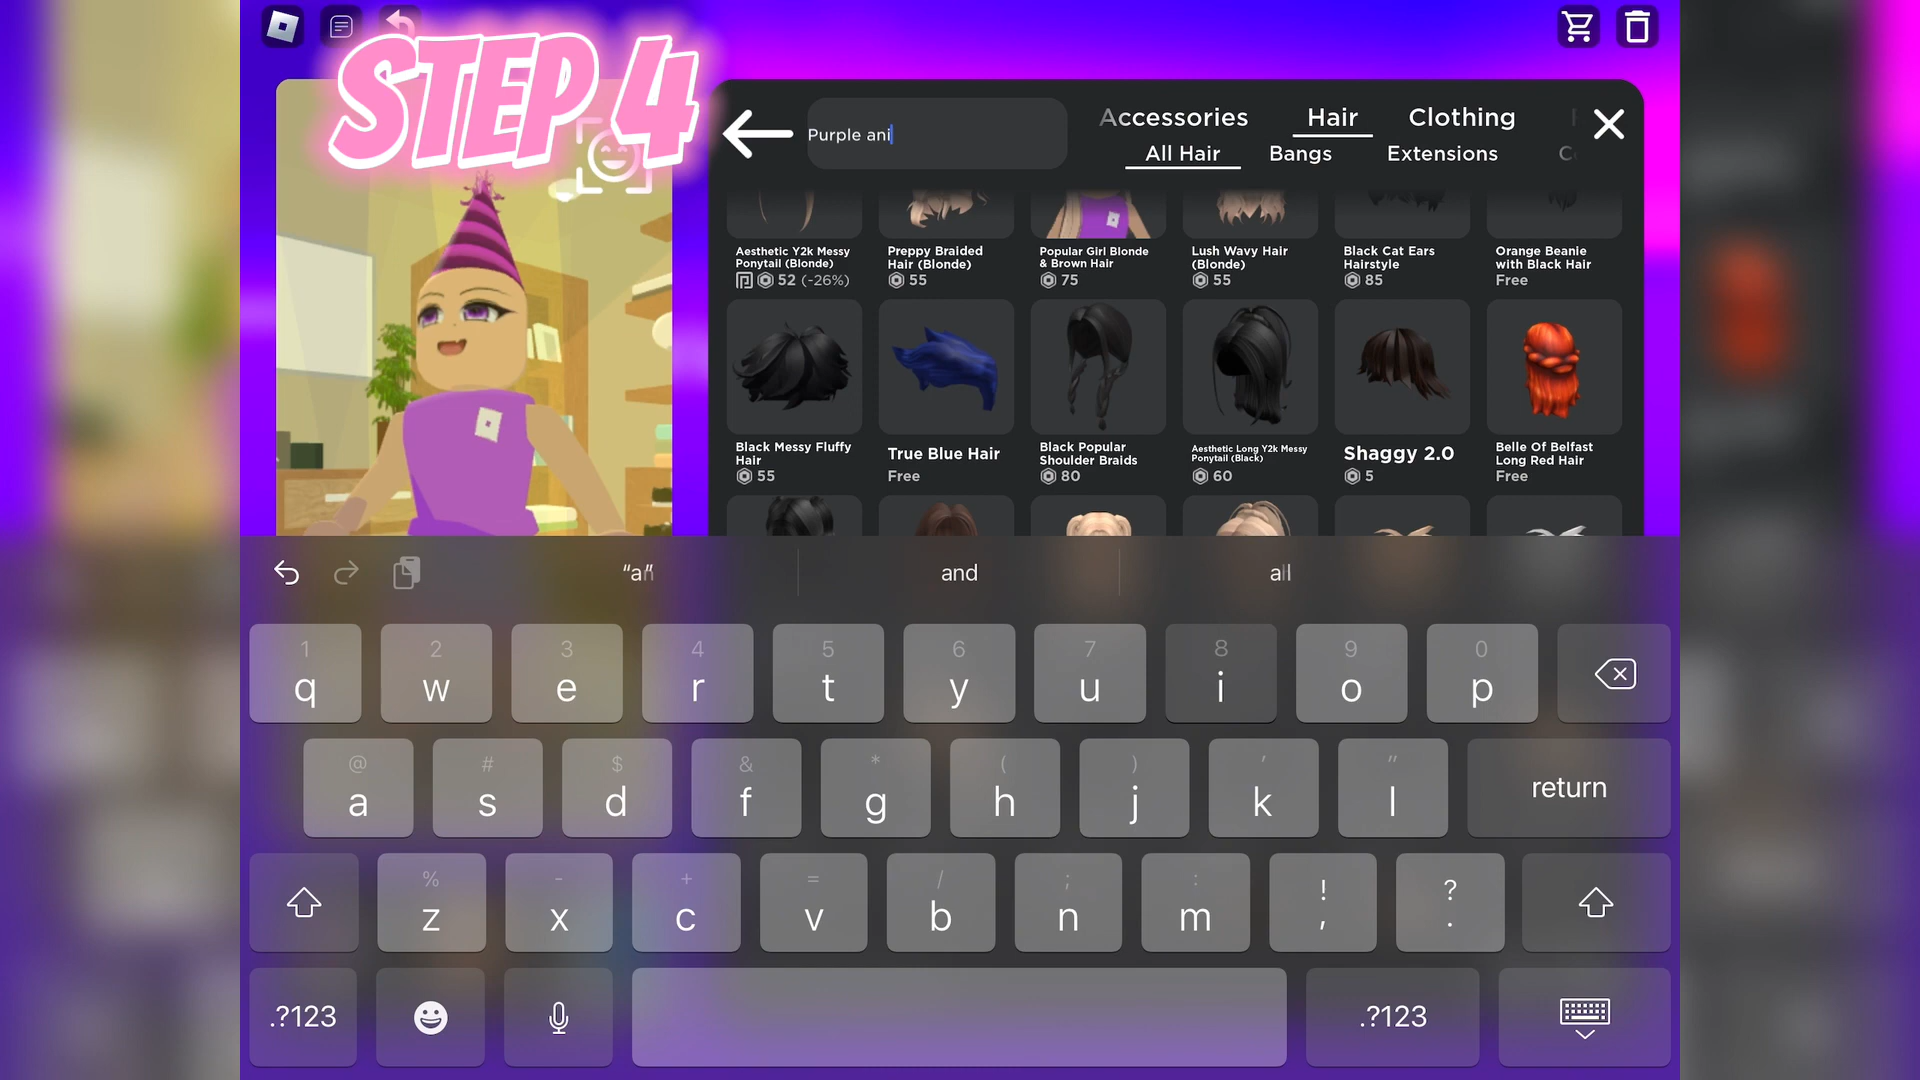 STEP 4
Purple ani
Accessories
Hair
Clothing
All Hair
Bangs
Extensions
Aesthetic Y2k Messy
Ponytail (Blonde)
52 (-26%)
Preppy Braided
Hair (Blonde)
55
Popular Girl Blonde
& Brown Hair
75
Lush Wavy Hair
(Blonde)
55
Black Cat Ears
Hairstyle
85
Orange Beanie
with Black Hair
Free
Black Messy Fluffy
Hair
55
True Blue Hair
Free
Black Popular
Shoulder Braids
80
Aesthetic Long Y2k Messy
Ponytail (Black)
60
Shaggy 2.0
5
Belle Of Belfast
Long Red Hair
Free
and
all
1 2 3 4 5 6 7 8 9 0
q w e r t y u i o p
@ # $ & * ( ) ' "
a s d f g h j k l return
% - + = / ; : ! ?
z x c v b n m , .
.?123 .?123